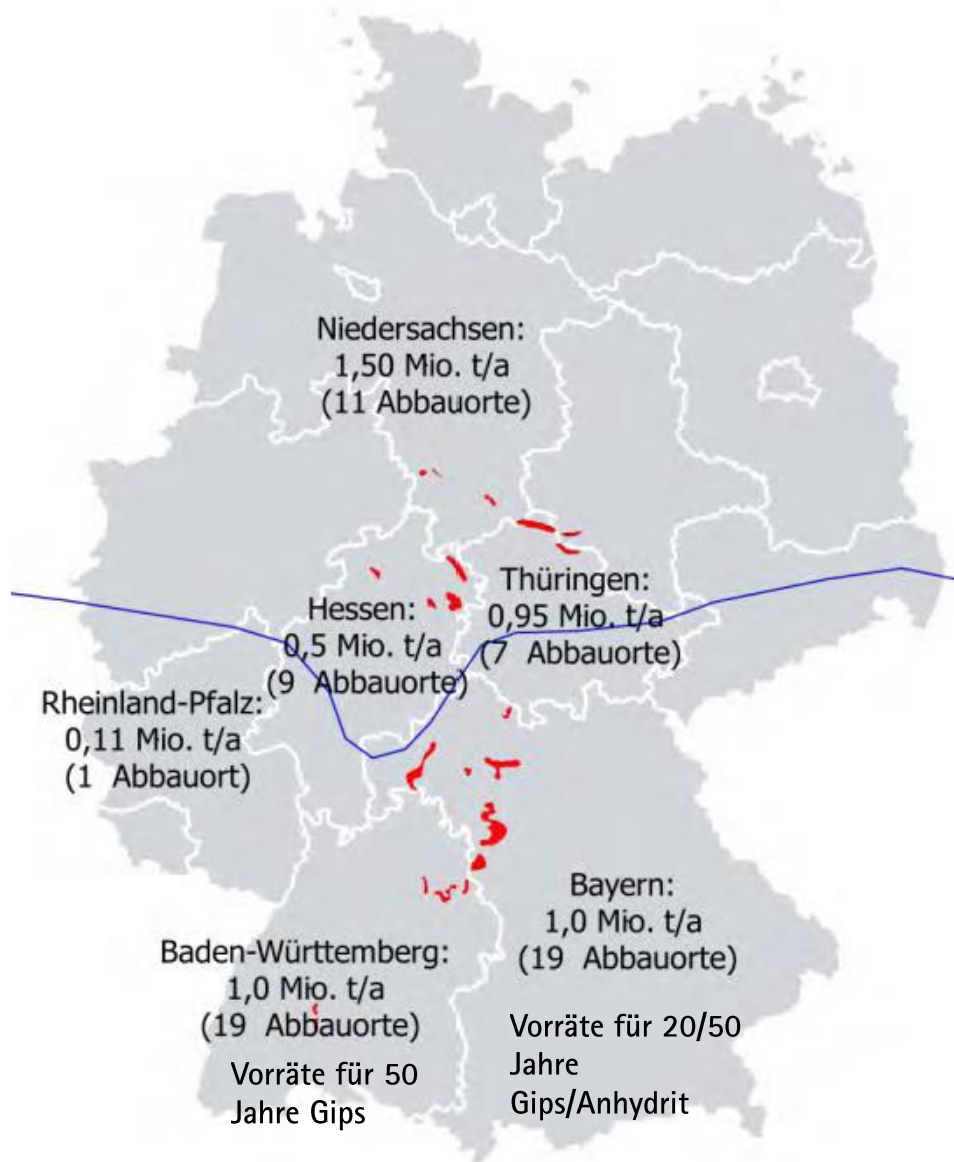 Niedersachsen:
1,50 Mio. t/a
(11 Abbauorte)
Thüringen:
0,95 Mio. t/a
(7 Abbauorte)
Hessen:
0,5 Mio. t/a
(9 Abbauorte)
Rheinland-Pfalz:
0,11 Mio. t/a
(1 Abbauort)
Bayern:
1,0 Mio. t/a
(19 Abbauorte)
Baden-Württemberg:
1,0 Mio. t/a
(19 Abbauorte)
Vorräte für 20/50
Jahre
Gips/Anhydrit
Vorräte für 50
Jahre Gips